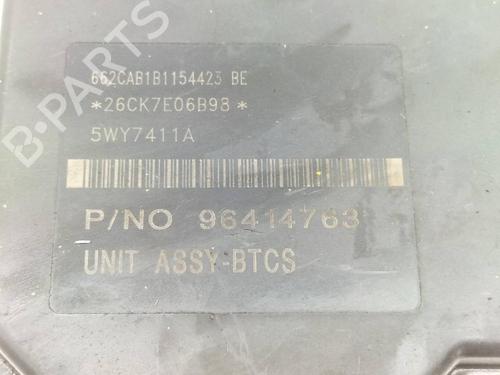 662CAB1B1154423 BE
*26CK7E06B98*
5WY7411A
P/NO 96414763
UNIT ASSY-BTCS
B-PARTS